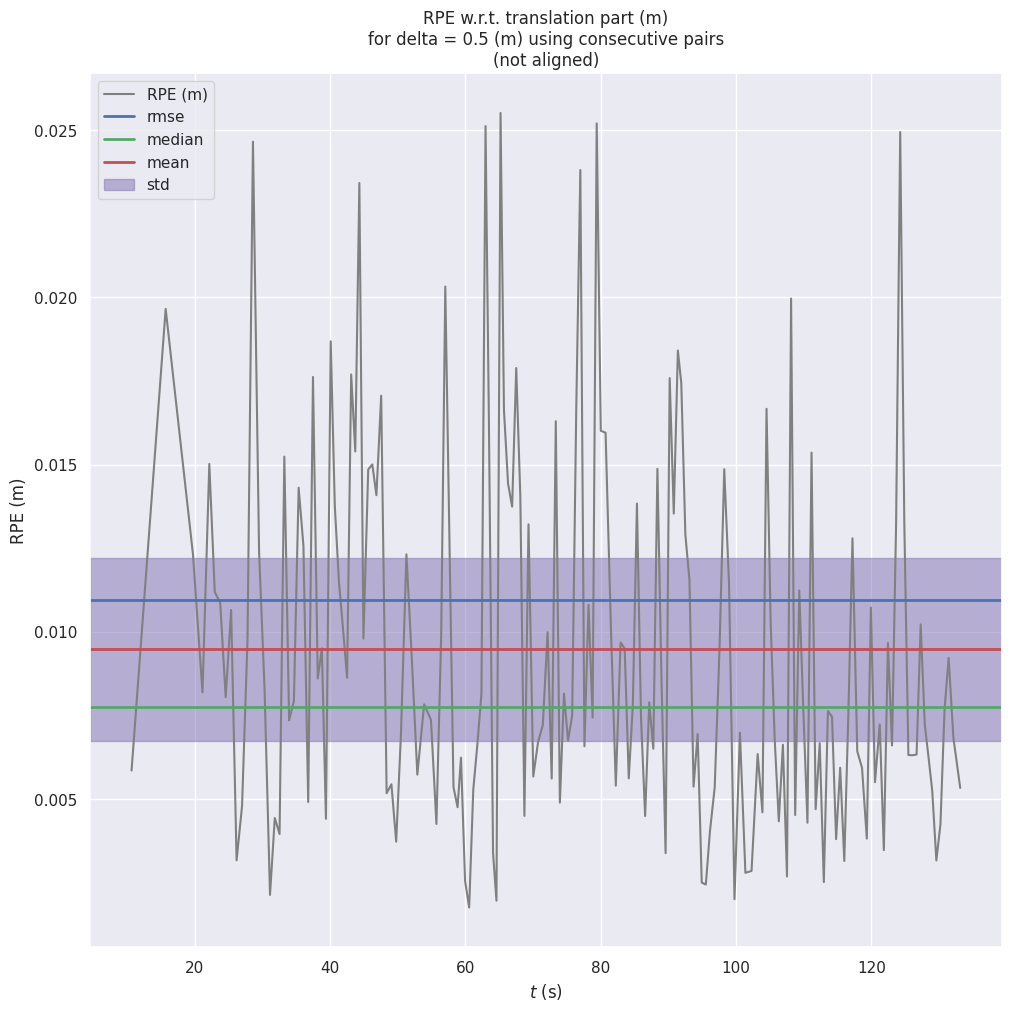 RPE w.r.t. translation part (m)
for delta = 0.5 (m) using consecutive pairs
(not aligned)
RPE (m)
rmse
median
mean
std
0.025
0.020
0.015
0.010
0.005
RPE (m)
20
40
60
80
100
120
t (s)